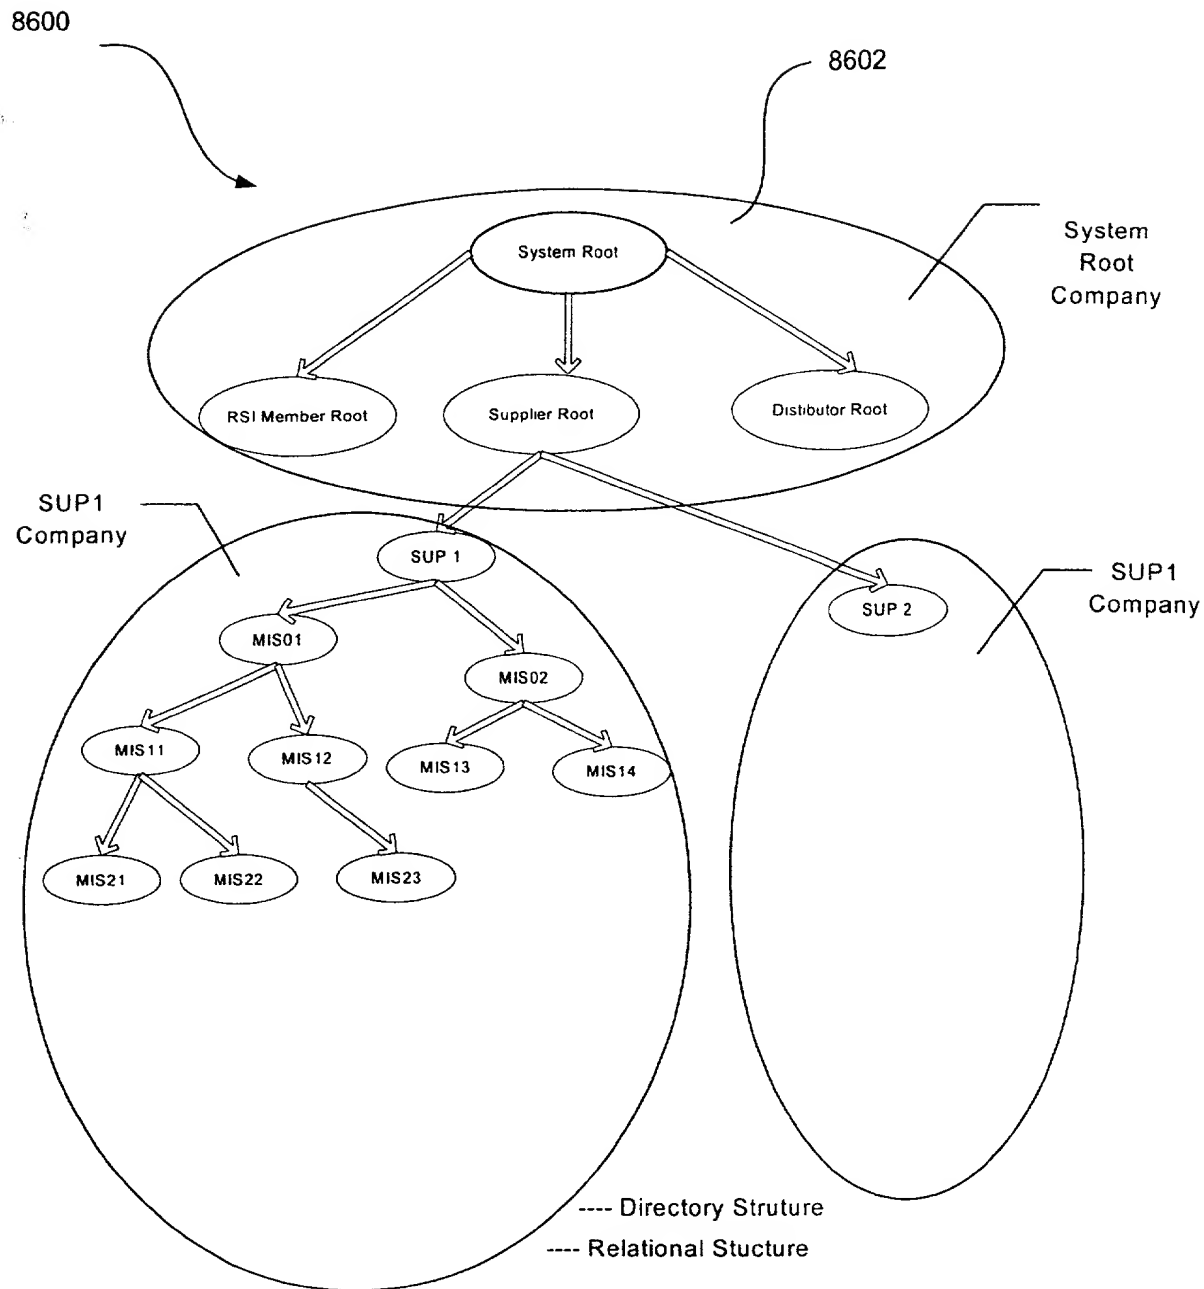 8600
8602
System Root
System
Root
Company
RSI Member Root
Supplier Root
Distibutor Root
SUP1
Company
SUP 1
SUP1
Company
SUP 2
MIS01
MIS02
MIS11
MIS12
MIS13
MIS14
MIS21
MIS22
MIS23
---- Directory Struture
---- Relational Stucture